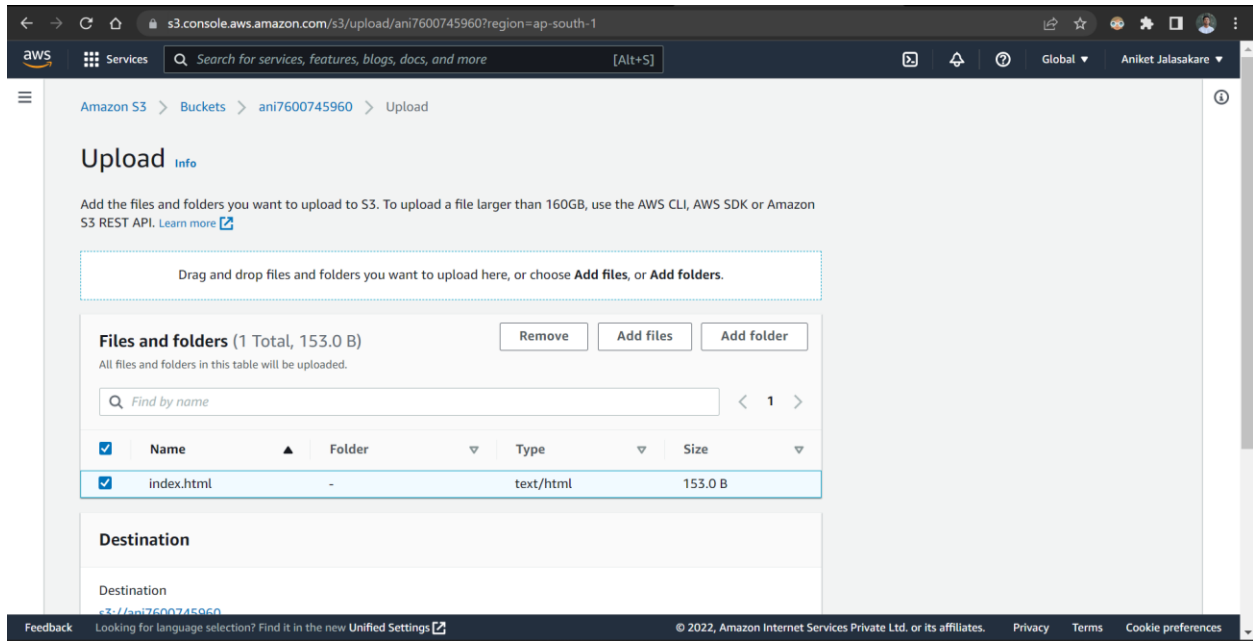 s3.console.aws.amazon.com/s3/upload/ani7600745960?region=ap-south-1
aws Services Search for services, features, blogs, docs, and more [Alt+S] Global Aniket Jalasakare
Amazon S3 > Buckets > ani7600745960 > Upload
Upload Info
Add the files and folders you want to upload to S3. To upload a file larger than 160GB, use the AWS CLI, AWS SDK or Amazon
S3 REST API. Learn more
Drag and drop files and folders you want to upload here, or choose Add files, or Add folders.
Files and folders (1 Total, 153.0 B) Remove Add files Add folder
All files and folders in this table will be uploaded.
Find by name < 1 >
Name Folder Type Size
index.html - text/html 153.0 B
Destination
Destination
s3://ani7600745960
Feedback Looking for language selection? Find it in the new Unified Settings © 2022, Amazon Internet Services Private Ltd. or its affiliates. Privacy Terms Cookie preferences